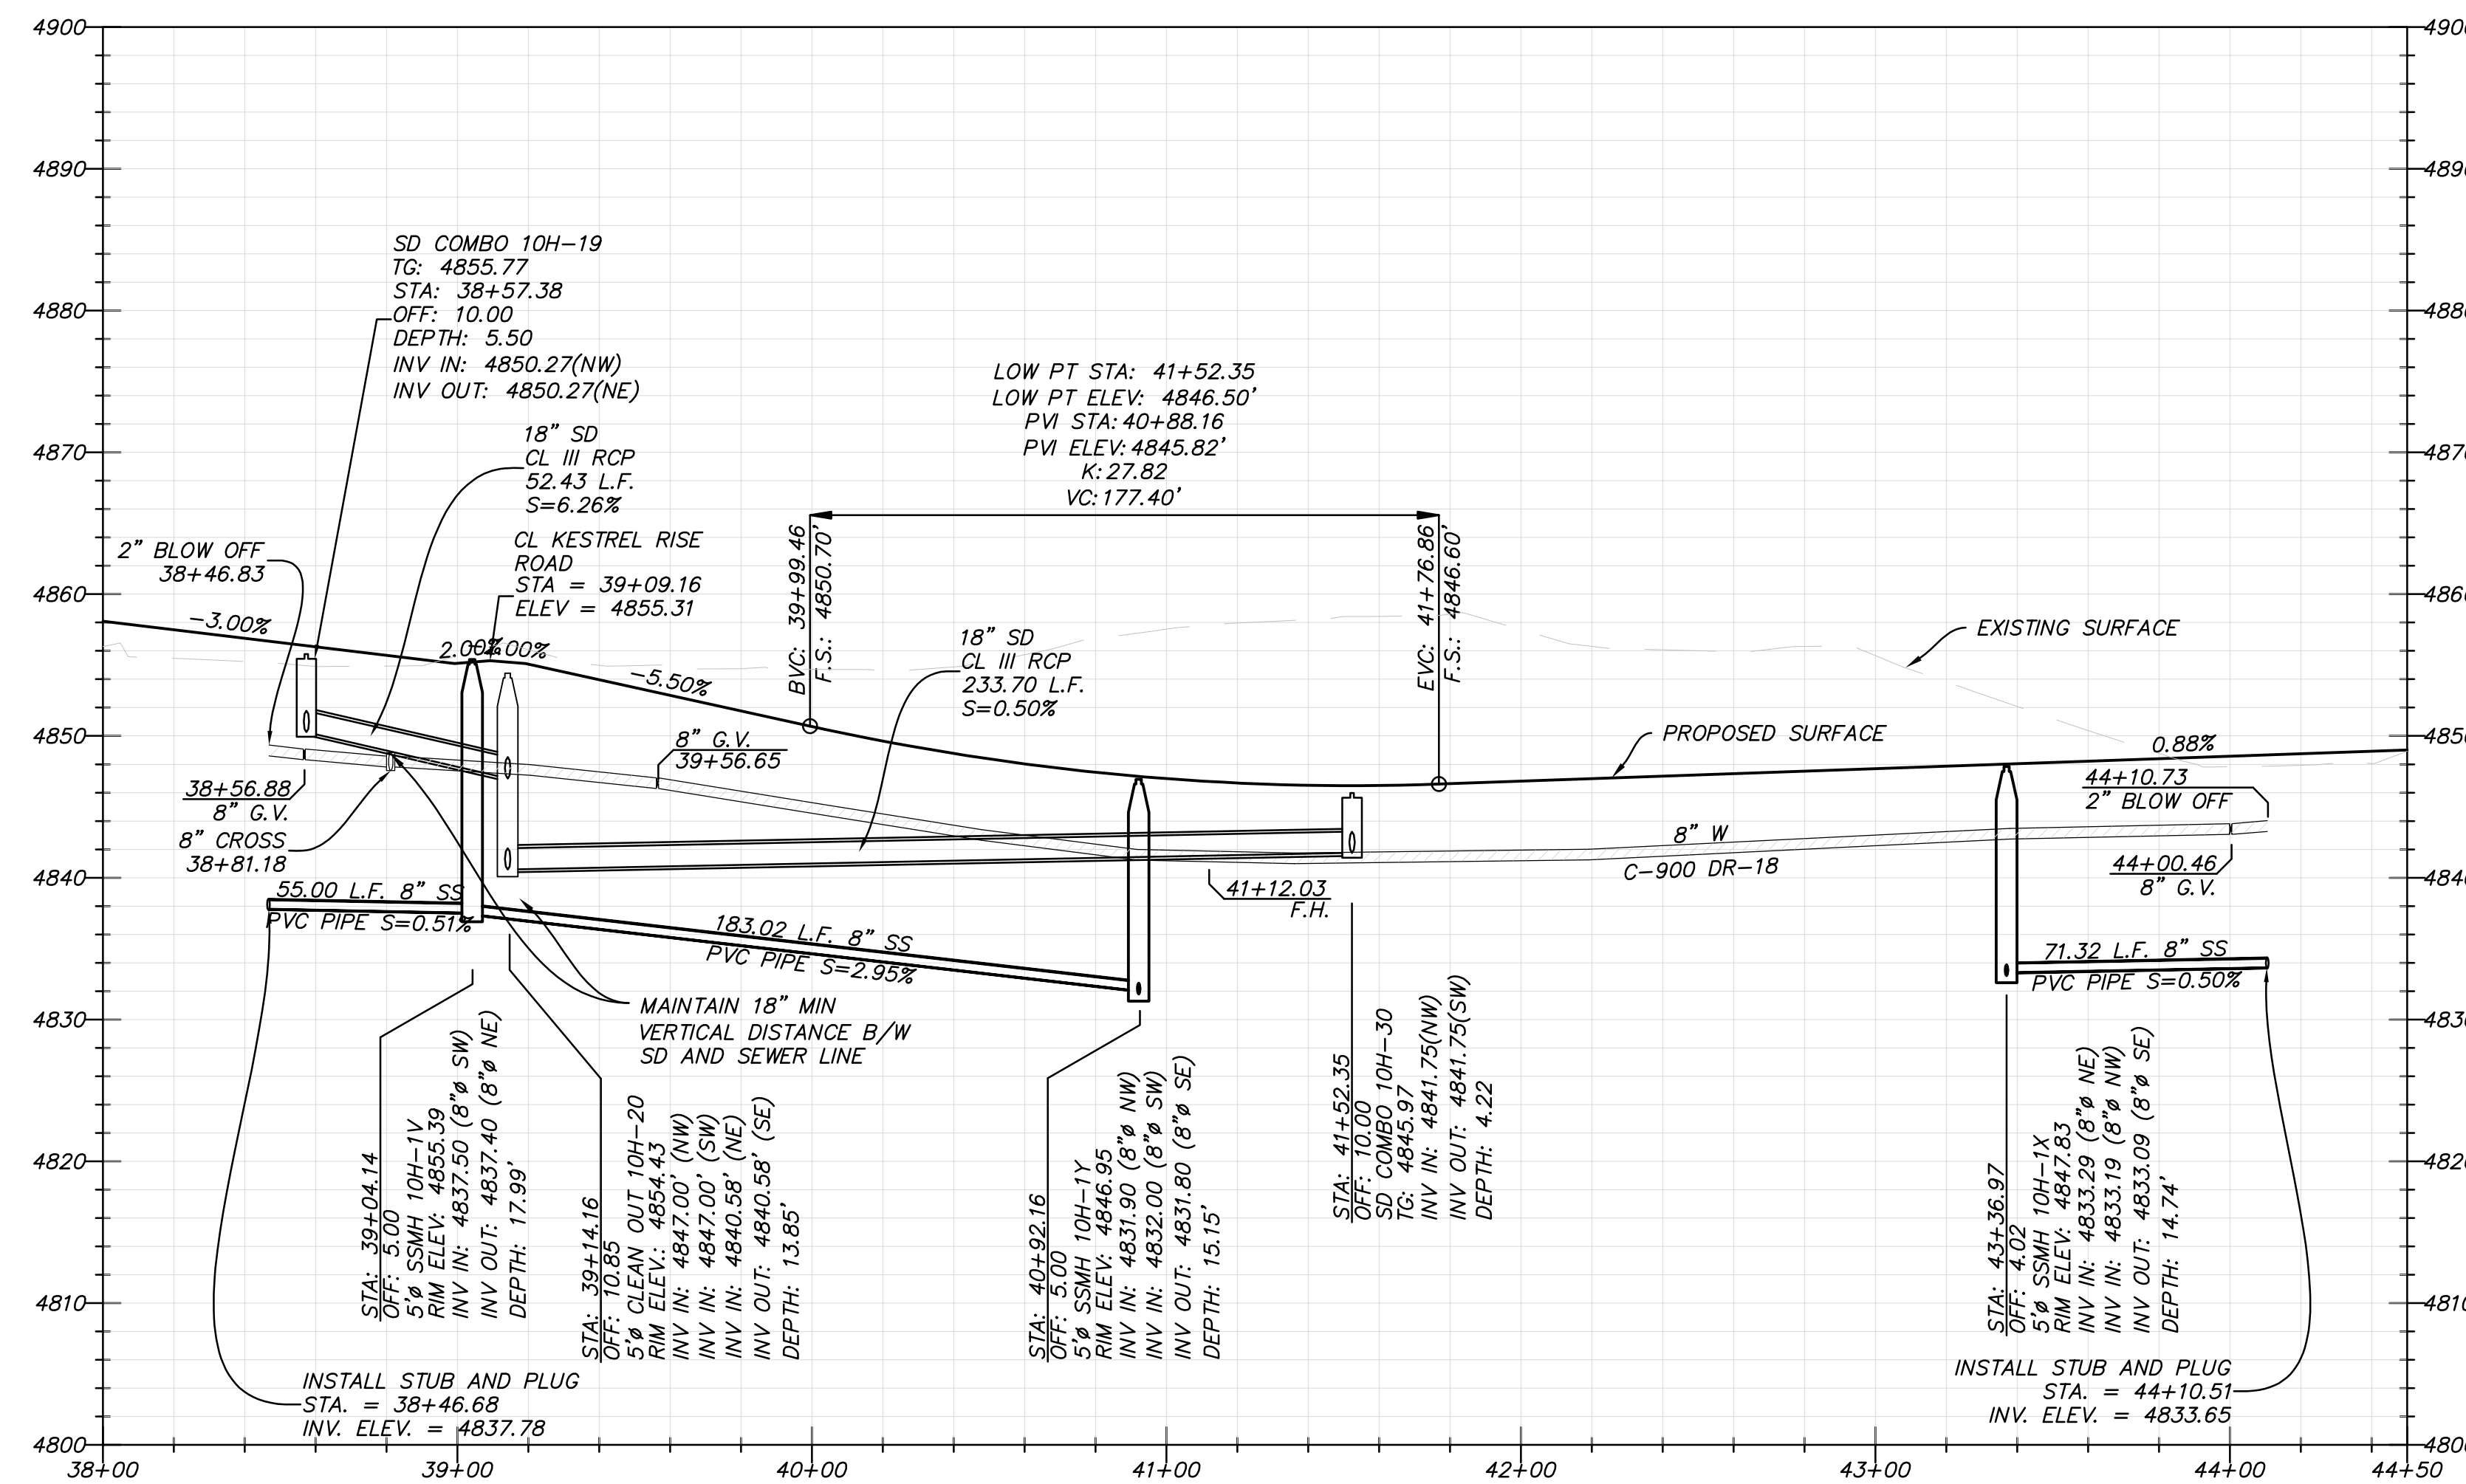 4900
4890
4880
4870
4860
4850
4840
4830
4820
4810
4800
SD COMBO 10H-19
TG: 4855.77
STA: 38+57.38
OFF: 10.00
DEPTH: 5.50
INV IN: 4850.27(NW)
INV OUT: 4850.27(NE)
18" SD
CL III RCP
52.43 L.F.
S=6.26%
CL KESTREL RISE
ROAD
STA = 39+09.16
ELEV = 4855.31
2" BLOW OFF
38+46.83
-3.00%
2.00%
-2.00%
-5.50%
LOW PT STA: 41+52.35
LOW PT ELEV: 4846.50'
PVI STA: 40+88.16
PVI ELEV: 4845.82'
K: 27.82
VC: 177.40'
BVC: 39+99.46
F.S.: 4850.70'
EVC: 41+76.86
F.S.: 4846.60'
18" SD
CL III RCP
233.70 L.F.
S=0.50%
EXISTING SURFACE
PROPOSED SURFACE
0.88%
8" G.V.
39+56.65
38+56.88
8" G.V.
8" CROSS
38+81.18
44+10.73
2" BLOW OFF
8" W
C-900 DR-18
44+00.46
8" G.V.
41+12.03
F.H.
55.00 L.F. 8" SS
PVC PIPE S=0.51%
183.02 L.F. 8" SS
PVC PIPE S=2.95%
71.32 L.F. 8" SS
PVC PIPE S=0.50%
MAINTAIN 18" MIN
VERTICAL DISTANCE B/W
SD AND SEWER LINE
STA: 39+04.14
OFF: 5.00
5'ø SSMH 10H-1V
RIM ELEV: 4855.39
INV IN: 4837.50 (8"ø SW)
INV OUT: 4837.40 (8"ø NE)
DEPTH: 17.99'
STA: 39+14.16
OFF: 10.85
5'ø CLEAN OUT 10H-20
RIM ELEV.: 4854.43
INV IN: 4847.00' (NW)
INV IN: 4847.00' (SW)
INV IN: 4840.58' (NE)
INV OUT: 4840.58' (SE)
DEPTH: 13.85'
STA: 40+92.16
OFF: 5.00
5'ø SSMH 10H-1Y
RIM ELEV: 4846.95
INV IN: 4831.90 (8"ø NW)
INV IN: 4832.00 (8"ø SW)
INV OUT: 4831.80 (8"ø SE)
DEPTH: 15.15'
STA: 41+52.35
OFF: 10.00
SD COMBO 10H-30
TG: 4845.97
INV IN: 4841.75(NW)
INV OUT: 4841.75(SW)
DEPTH: 4.22
STA: 43+36.97
OFF: 4.02
5'ø SSMH 10H-1X
RIM ELEV: 4847.83
INV IN: 4833.29 (8"ø NE)
INV IN: 4833.19 (8"ø NW)
INV OUT: 4833.09 (8"ø SE)
DEPTH: 14.74'
INSTALL STUB AND PLUG
STA. = 38+46.68
INV. ELEV. = 4837.78
INSTALL STUB AND PLUG
STA. = 44+10.51
INV. ELEV. = 4833.65
38+00
39+00
40+00
41+00
42+00
43+00
44+00
44+50